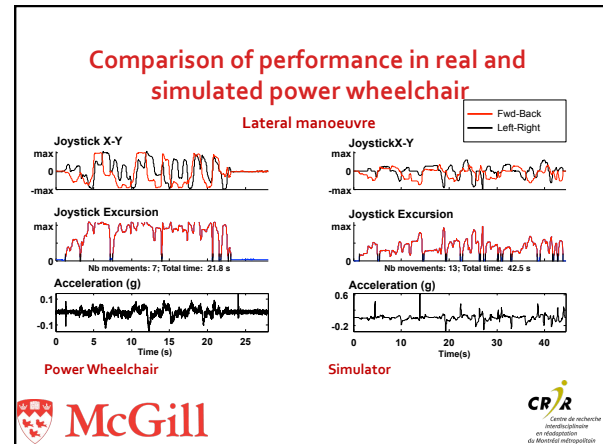 Comparison of performance in real and
simulated power wheelchair
Lateral manoeuvre
Fwd-Back
Left-Right
Joystick X-Y
max
0
-max
Joystick Excursion
max
0
Nb movements: 7; Total time: 21.8 s
Acceleration (g)
0.1
-0.1
0 5 10 15 20 25
Time (s)
Power Wheelchair
JoystickX-Y
max
0
-max
Joystick Excursion
max
0
Nb movements: 13; Total time: 42.5 s
Acceleration (g)
0.6
-0.2
0 10 20 30 40
Time(s)
Simulator
McGill
CRIR
Centre de recherche
interdisciplinaire
en réadaptation
du Montréal métropolitain